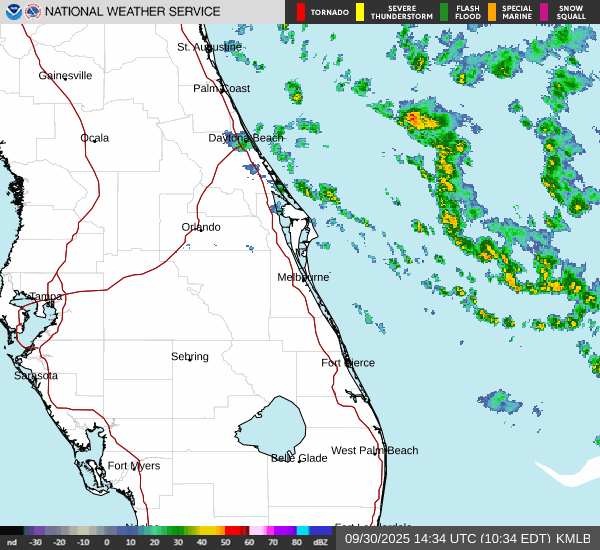 NATIONAL WEATHER SERVICE
TORNADO
SEVERE THUNDERSTORM
FLASH FLOOD
SPECIAL MARINE
SNOW SQUALL
St. Augustine
Gainesville
Palm Coast
Ocala
Daytona Beach
Orlando
Melbourne
Tampa
Sebring
Fort Pierce
Sarasota
West Palm Beach
Belle Glade
Fort Myers
nd -30 -20 -10 0 10 20 30 40 50 60 70 80 dBZ
09/30/2025 14:34 UTC (10:34 EDT) KMLB